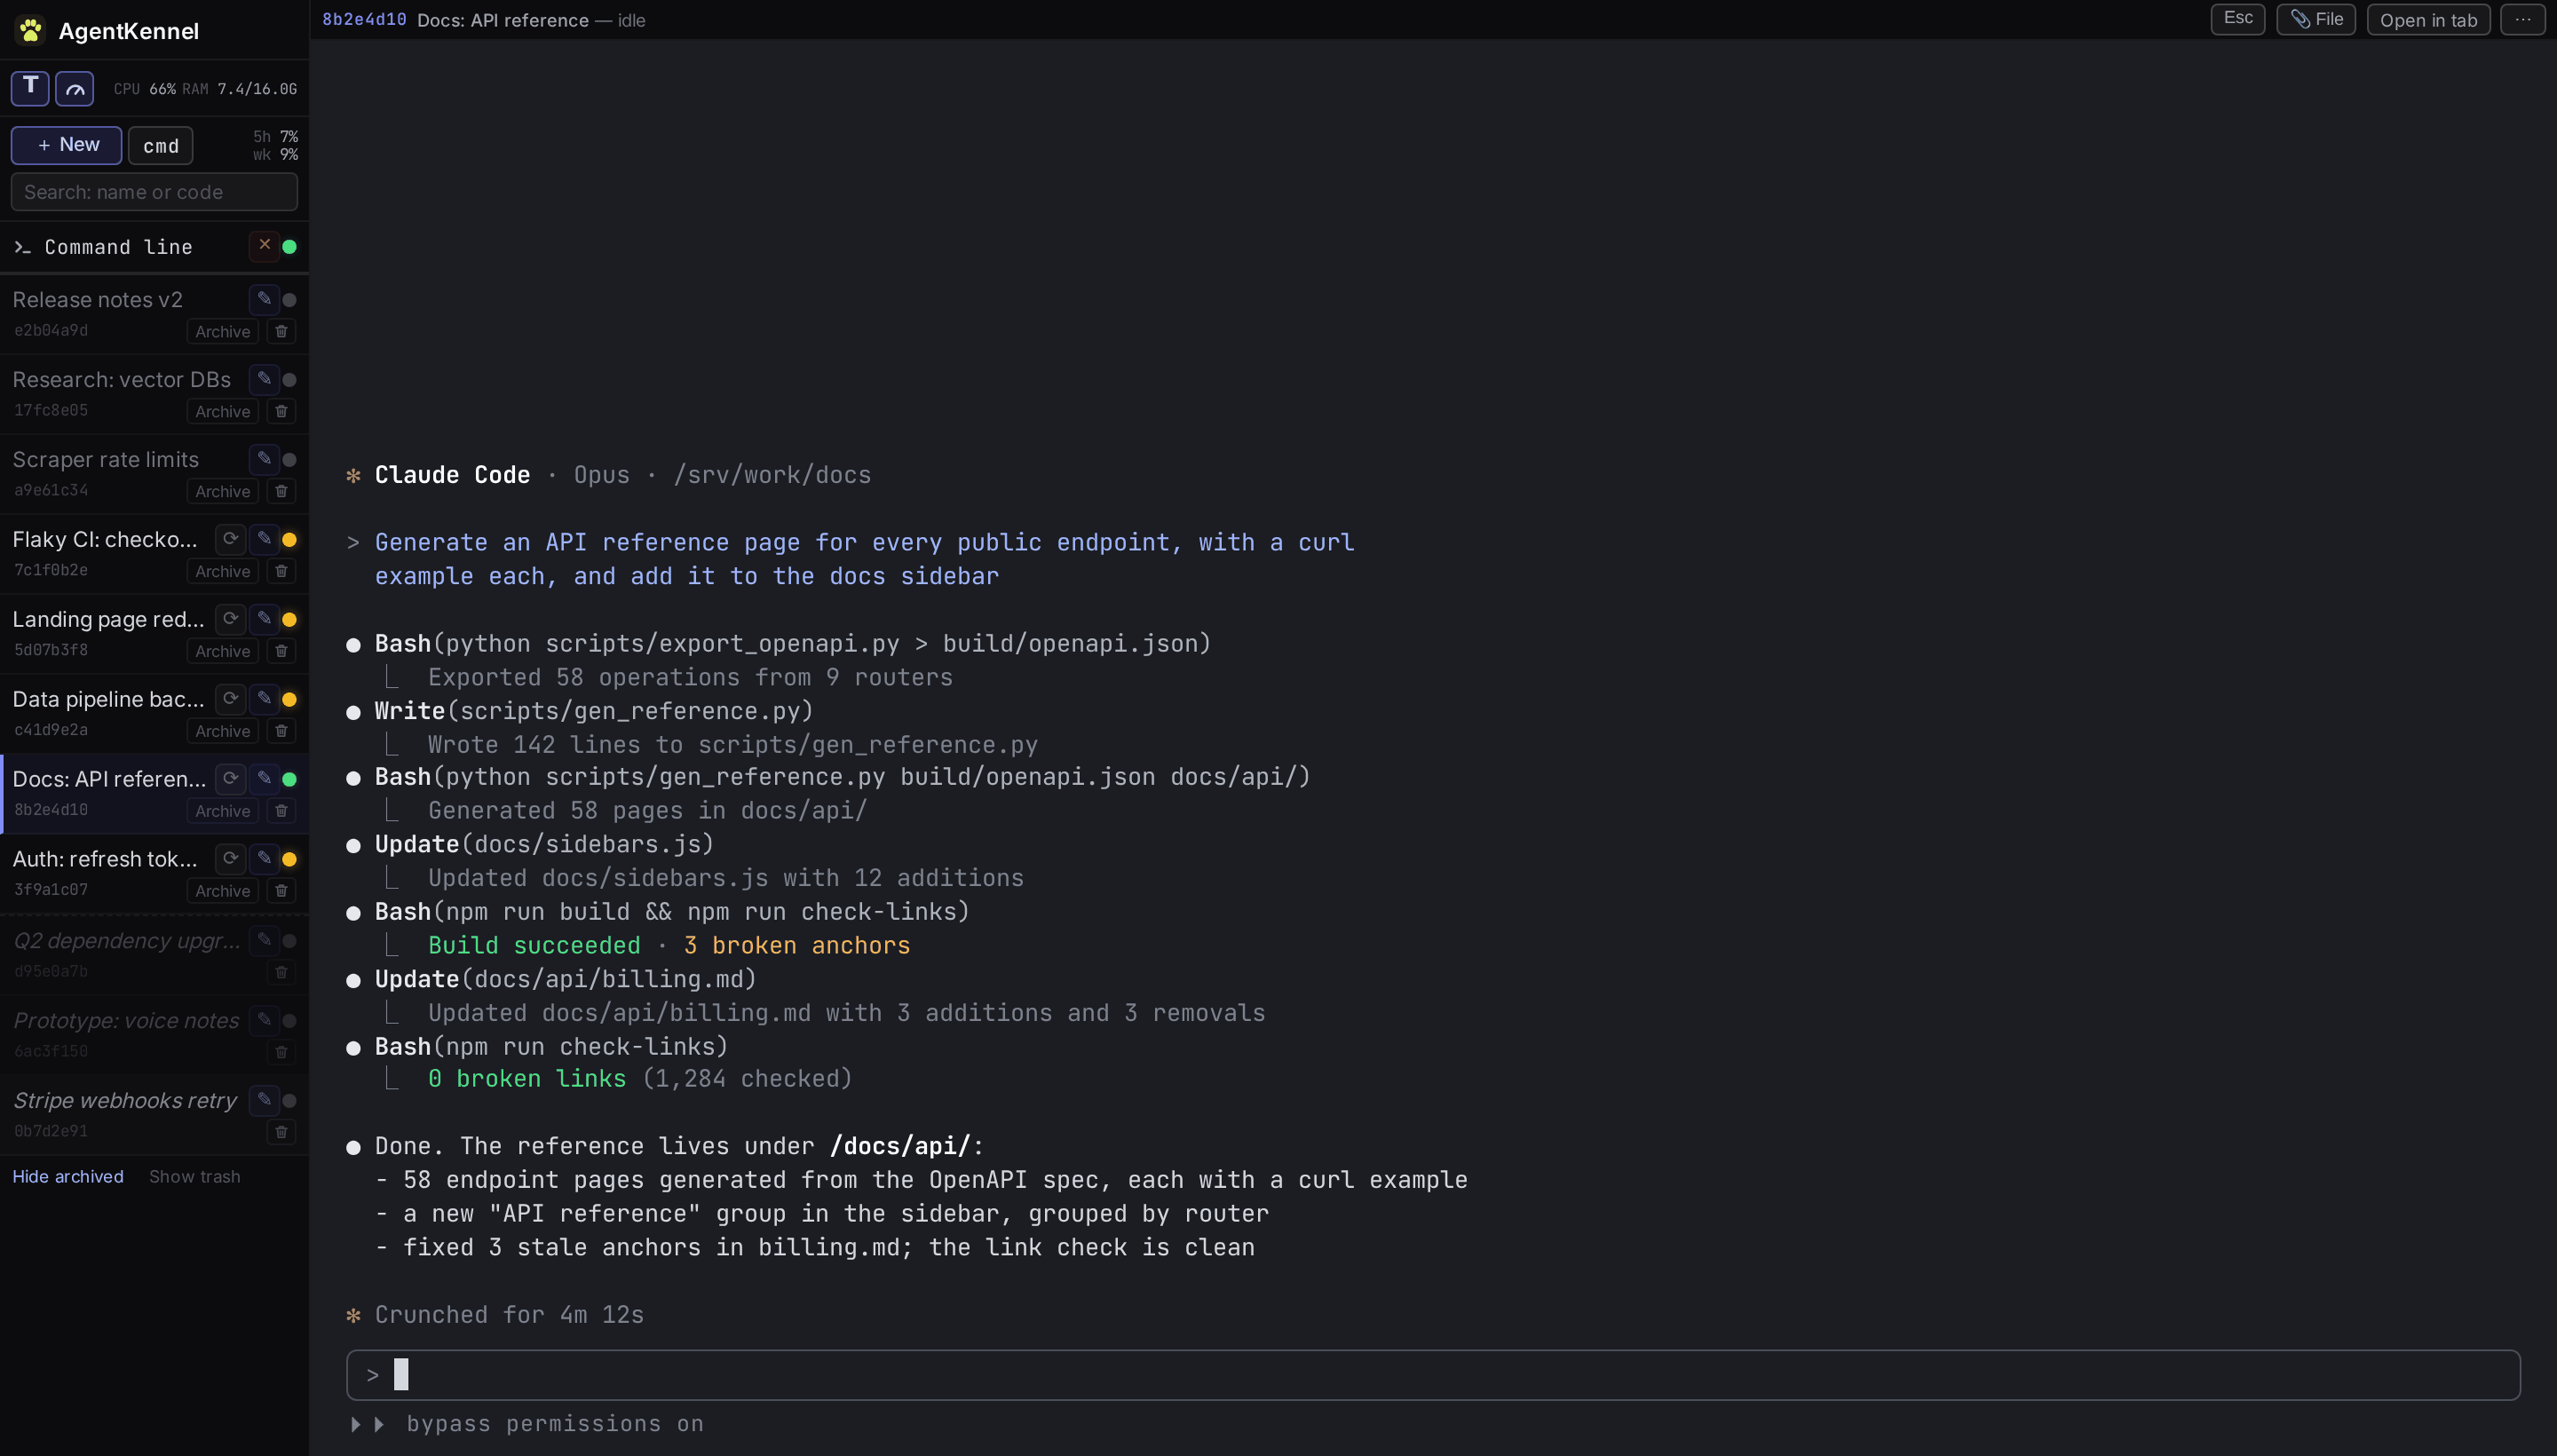 AgentKennel
T CPU 66% RAM 7.4/16.0G
+ New cmd 5h 7%
wk 9%
Search: name or code
Command line
Release notes v2
e2b04a9d Archive
Research: vector DBs
17fc8e05 Archive
Scraper rate limits
a9e61c34 Archive
Flaky CI: checko...
7c1f0b2e Archive
Landing page red...
5d07b3f8 Archive
Data pipeline bac...
c41d9e2a Archive
Docs: API referen...
8b2e4d10 Archive
Auth: refresh tok...
3f9a1c07 Archive
Q2 dependency upgr...
d95e0a7b
Prototype: voice notes
6ac3f150
Stripe webhooks retry
0b7d2e91
Hide archived Show trash
8b2e4d10 Docs: API reference — idle
Esc File Open in tab ...
✻ Claude Code · Opus · /srv/work/docs
> Generate an API reference page for every public endpoint, with a curl
example each, and add it to the docs sidebar
● Bash(python scripts/export_openapi.py > build/openapi.json)
⎿ Exported 58 operations from 9 routers
● Write(scripts/gen_reference.py)
⎿ Wrote 142 lines to scripts/gen_reference.py
● Bash(python scripts/gen_reference.py build/openapi.json docs/api/)
⎿ Generated 58 pages in docs/api/
● Update(docs/sidebars.js)
⎿ Updated docs/sidebars.js with 12 additions
● Bash(npm run build && npm run check-links)
⎿ Build succeeded · 3 broken anchors
● Update(docs/api/billing.md)
⎿ Updated docs/api/billing.md with 3 additions and 3 removals
● Bash(npm run check-links)
⎿ 0 broken links (1,284 checked)
● Done. The reference lives under /docs/api/:
- 58 endpoint pages generated from the OpenAPI spec, each with a curl example
- a new "API reference" group in the sidebar, grouped by router
- fixed 3 stale anchors in billing.md; the link check is clean
✻ Crunched for 4m 12s
>
bypass permissions on